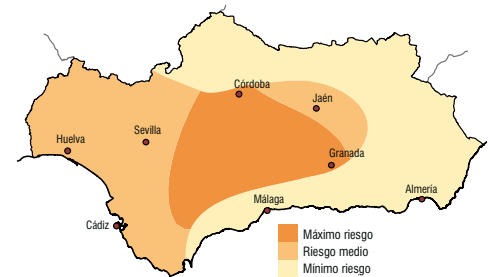 Córdoba
Jaén
Sevilla
Huelva
Granada
Almería
Málaga
Cádiz
Máximo riesgo
Riesgo medio
Mínimo riesgo